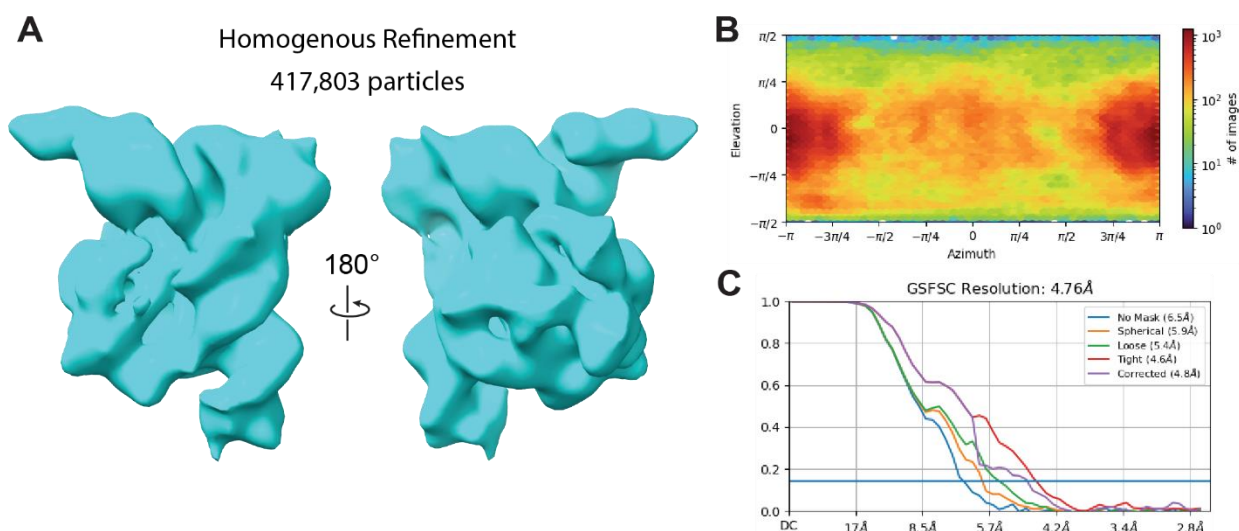 A
Homogenous Refinement
417,803 particles
180°
B
π/2
π/4
0
−π/4
−π/2
Elevation
−π
−3π/4
−π/2
−π/4
0
π/4
π/2
3π/4
π
Azimuth
10³
10²
10¹
10⁰
# of images
C
GSFSC Resolution: 4.76Å
1.0
0.8
0.6
0.4
0.2
0.0
No Mask (6.5Å)
Spherical (5.9Å)
Loose (5.4Å)
Tight (4.6Å)
Corrected (4.8Å)
DC
17Å
8.5Å
5.7Å
4.2Å
3.4Å
2.8Å